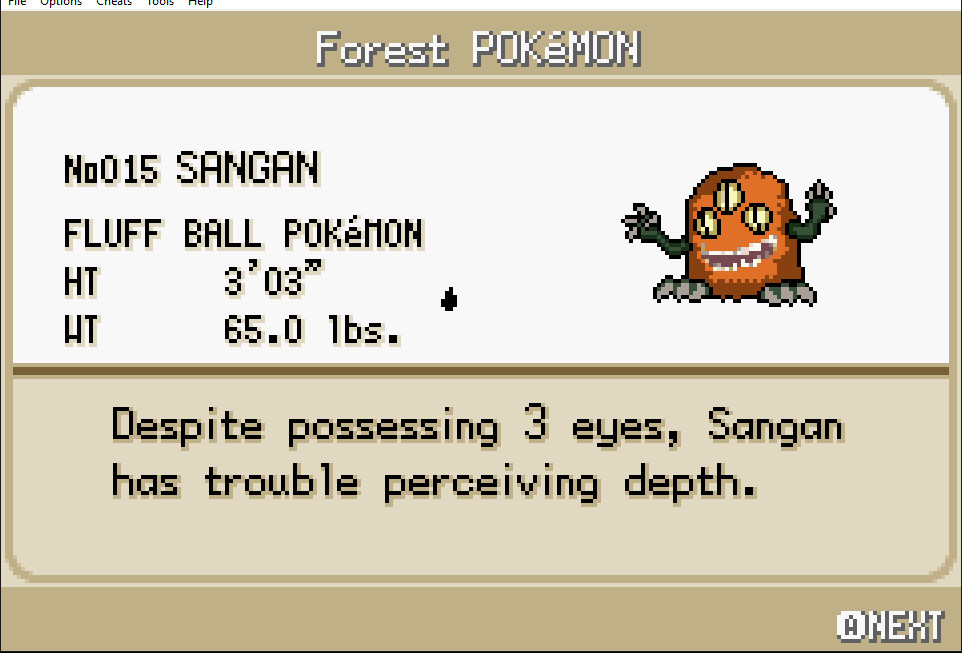 File Options Cheats Tools Help
Forest POKéMON
No015 SANGAN
FLUFF BALL POKéMON
HT 3'03"
WT 65.0 lbs.
Despite possessing 3 eyes, Sangan
has trouble perceiving depth.
A NEXT